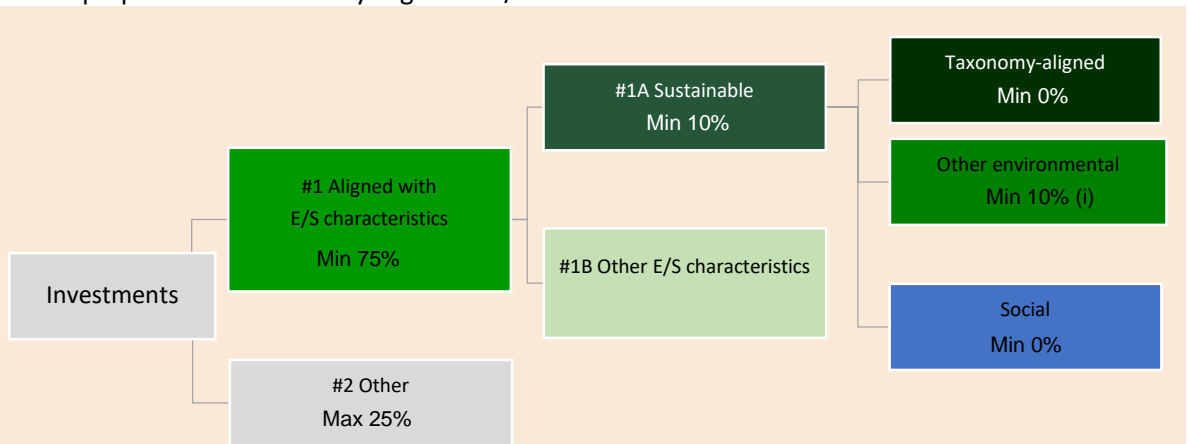 Investments
#1 Aligned with
E/S characteristics
Min 75%
#2 Other
Max 25%
#1A Sustainable
Min 10%
#1B Other E/S characteristics
Taxonomy-aligned
Min 0%
Other environmental
Min 10% (i)
Social
Min 0%